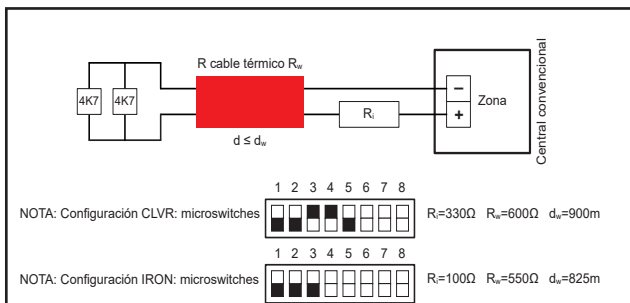 R cable térmico Rw
4K7 4K7
d ≤ dw
Ri
−
+
Zona
Central convencional
1 2 3 4 5 6 7 8
NOTA: Configuración CLVR: microswitches
Ri=330Ω Rw=600Ω dw=900m
1 2 3 4 5 6 7 8
NOTA: Configuración IRON: microswitches
Ri=100Ω Rw=550Ω dw=825m